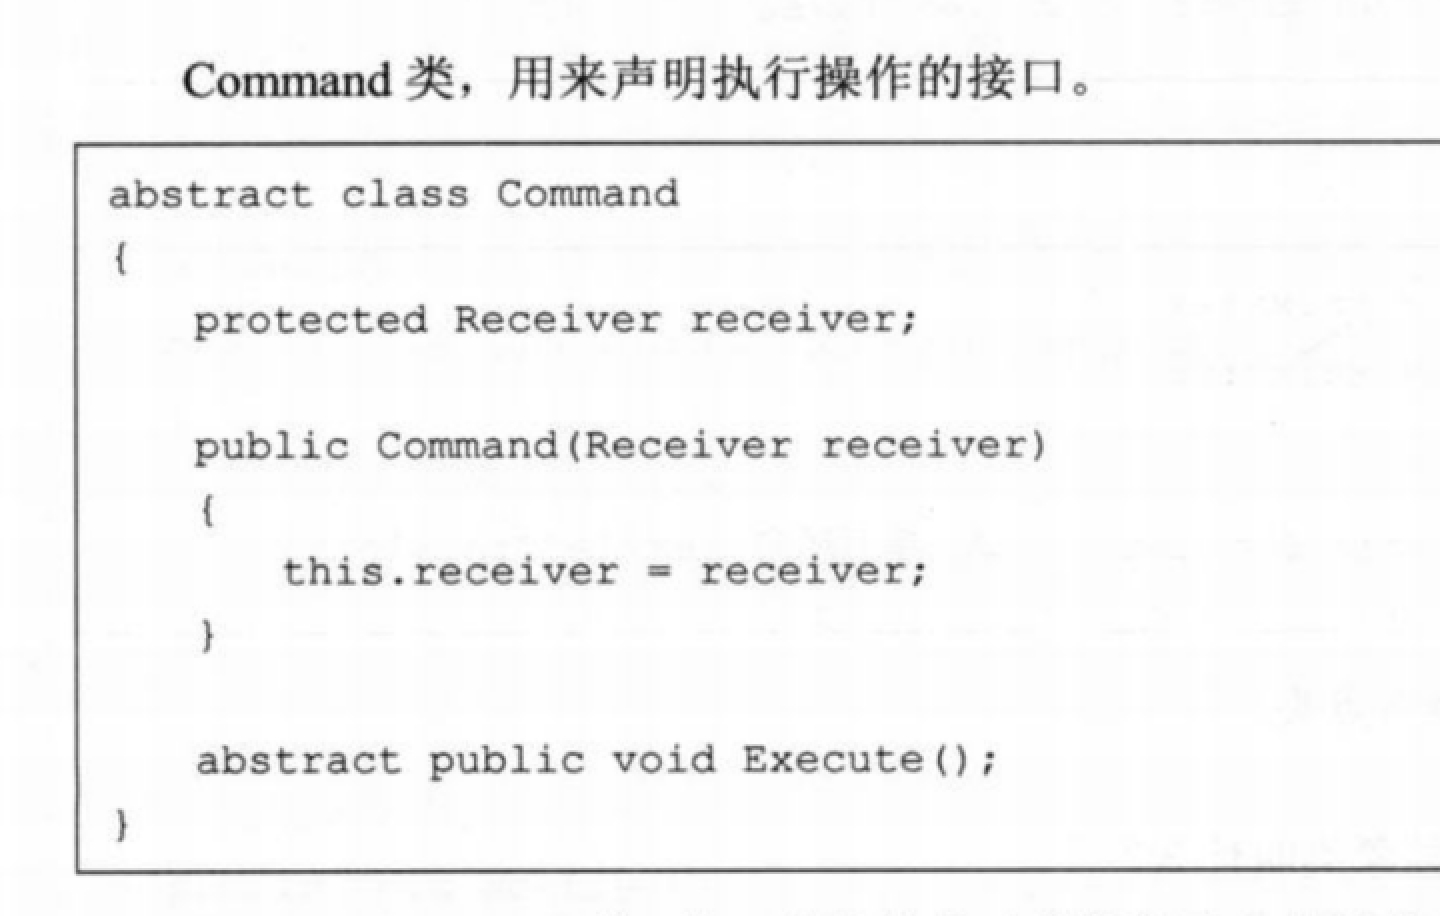 Command 类，用来声明执行操作的接口。
abstract class Command
{
protected Receiver receiver;
public Command(Receiver receiver)
{
this.receiver = receiver;
}
abstract public void Execute();
}